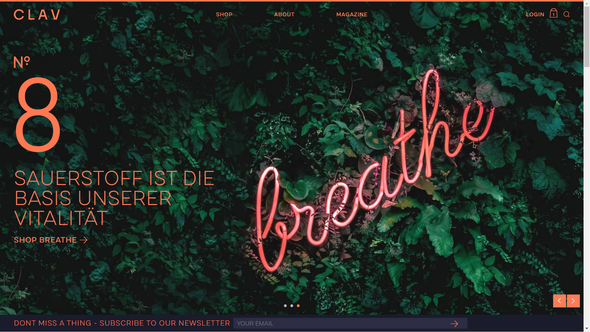 CLAV
SHOP
ABOUT
MAGAZINE
LOGIN
1
Nº
8
SAUERSTOFF IST DIE
BASIS UNSERER
VITALITÄT
SHOP BREATHE →
breathe
DONT MISS A THING - SUBSCRIBE TO OUR NEWSLETTER
YOUR EMAIL